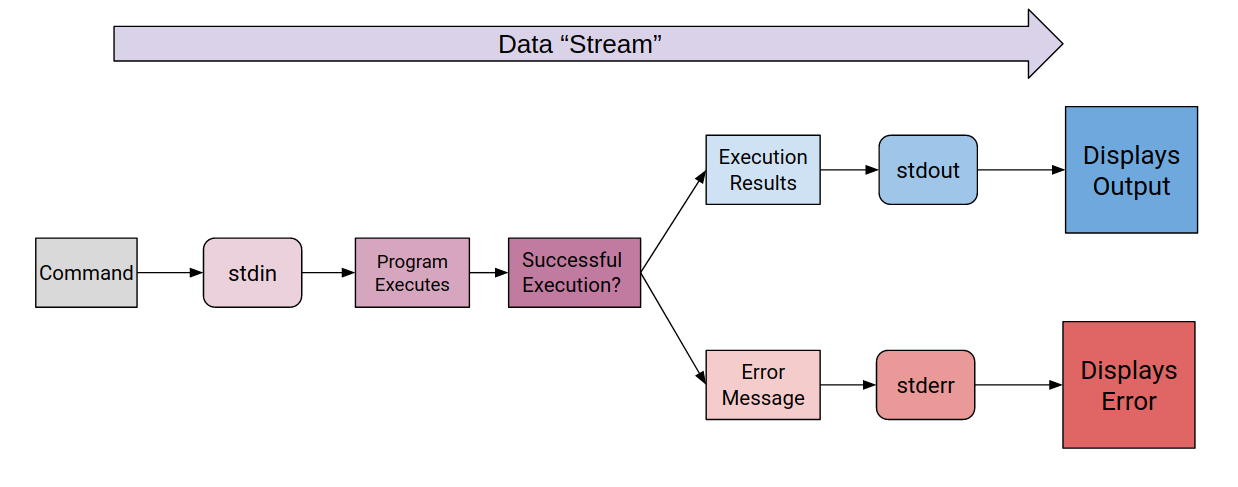 Data “Stream”
Command
stdin
Program
Executes
Successful
Execution?
Execution
Results
stdout
Displays
Output
Error
Message
stderr
Displays
Error